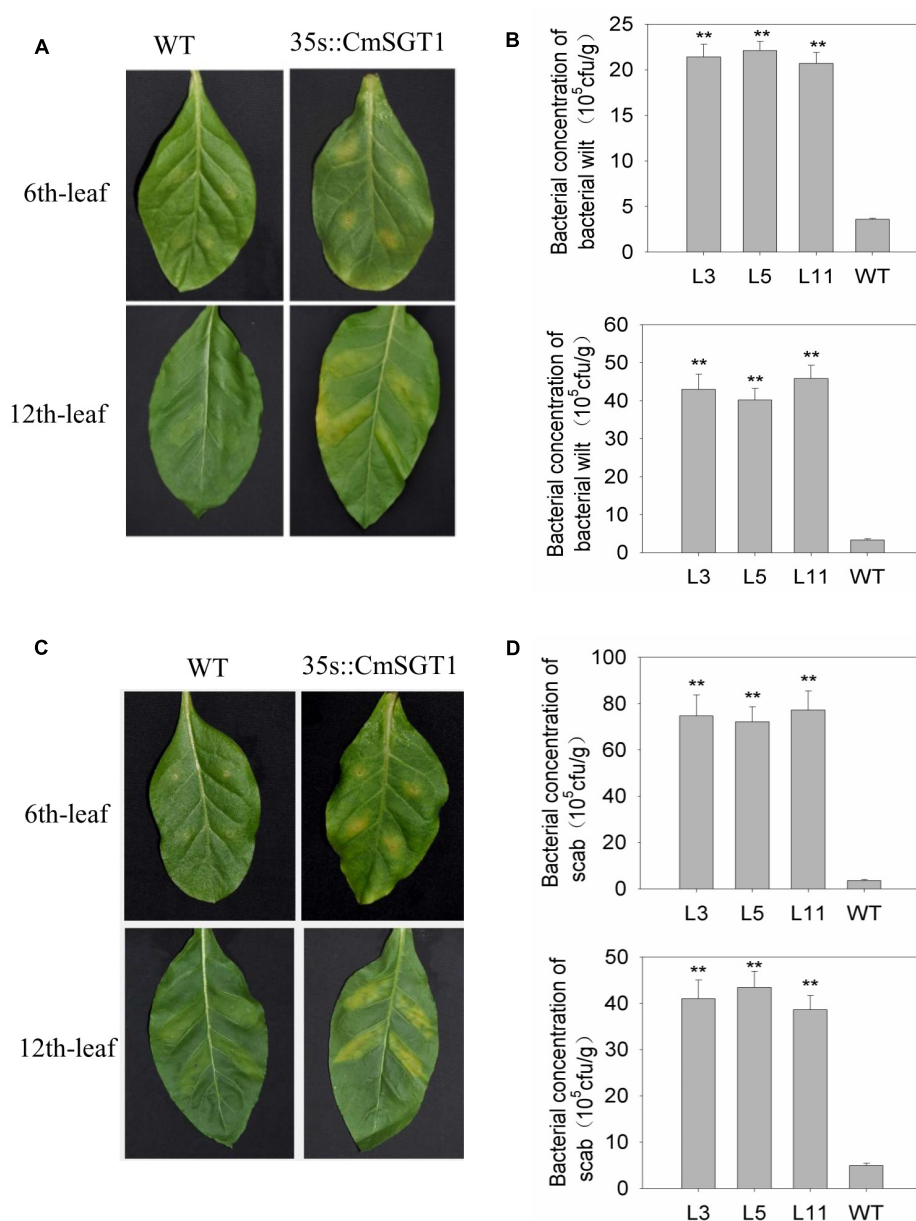 A
WT
35s::CmSGT1
6th-leaf
12th-leaf
B
Bacterial concentration of
bacterial wilt（10⁵cfu/g）
25
20
15
10
5
0
** ** **
L3 L5 L11 WT
Bacterial concentration of
bacterial wilt（10⁵cfu/g）
60
50
40
30
20
10
0
** ** **
L3 L5 L11 WT
C
WT
35s::CmSGT1
6th-leaf
12th-leaf
D
Bacterial concentration of
scab（10⁵cfu/g）
100
80
60
40
20
0
** ** **
L3 L5 L11 WT
Bacterial concentration of
scab（10⁵cfu/g）
50
40
30
20
10
0
** ** **
L3 L5 L11 WT